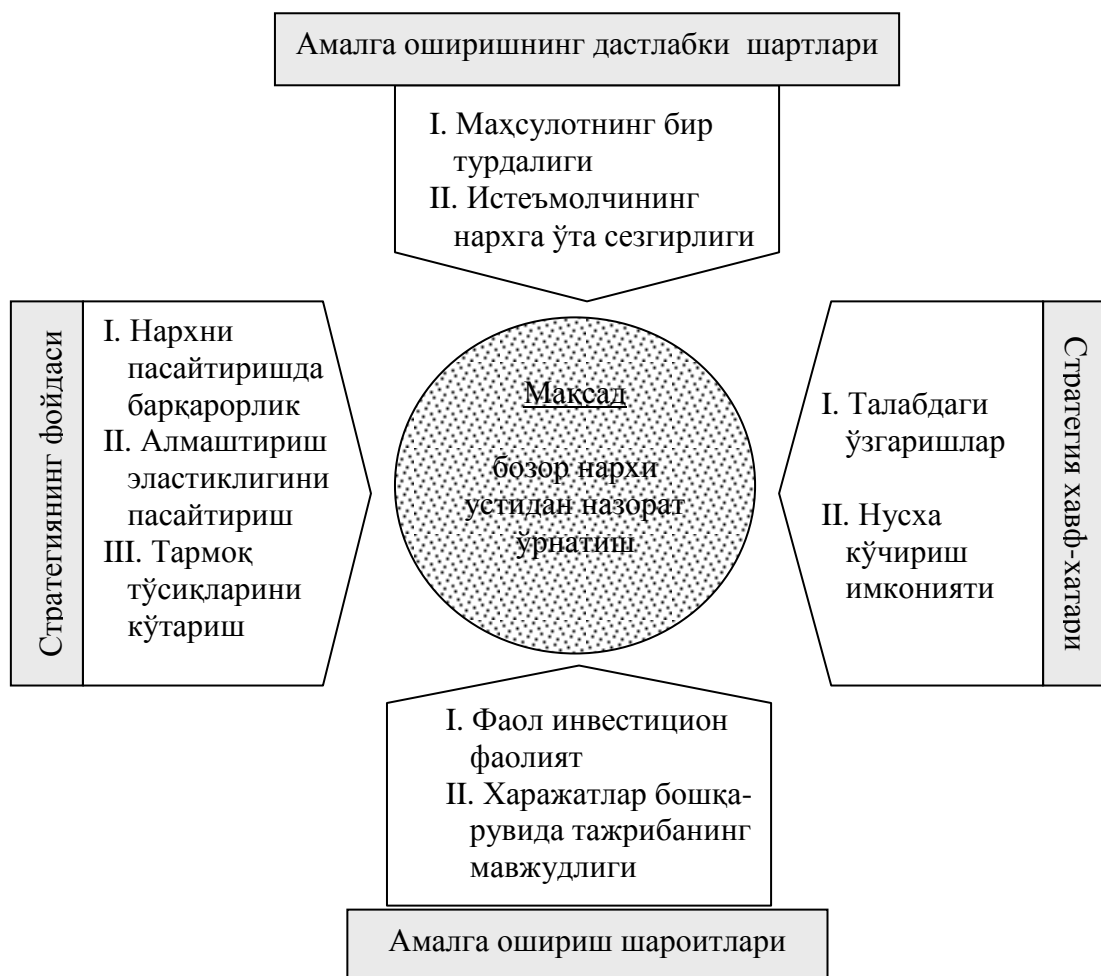 Амалга оширишнинг дастлабки шартлари
I. Маҳсулотнинг бир
турдалиги
II. Истеъмолчининг
нархга ўта сезгирлиги
Стратегиянинг фойдаси
I. Нархни
пасайтиришда
барқарорлик
II. Алмаштириш
эластиклигини
пасайтириш
III. Тармоқ
тўсиқларини
кўтариш
Мақсад
бозор нархи
устидан назорат
ўрнатиш
I. Талабдаги
ўзгаришлар
II. Нусха
кўчириш
имконияти
Стратегия хавф-хатари
I. Фаол инвестицион
фаолият
II. Харажатлар бошқа-
рувида тажрибанинг
мавжудлиги
Амалга ошириш шароитлари